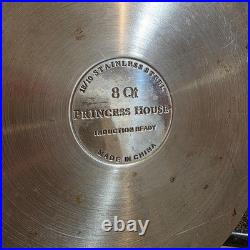 18/10 STAINLESS STEEL
8 Qt
PRINCESS HOUSE
INDUCTION READY
MADE IN CHINA